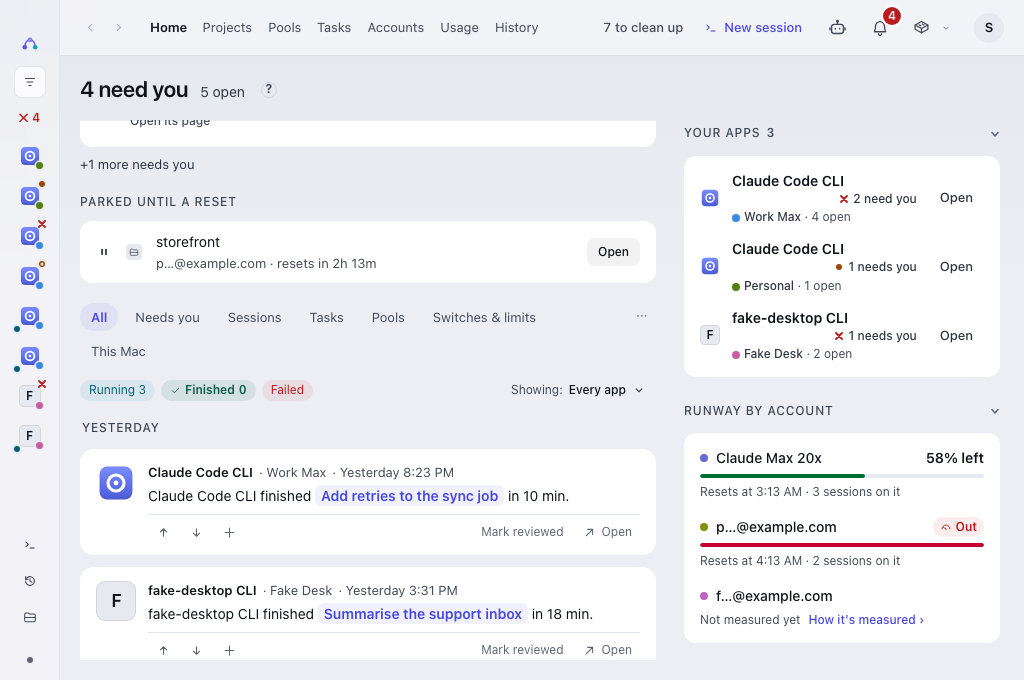 Home Projects Pools Tasks Accounts Usage History 7 to clean up New session 4 S
4
4 need you 5 open ?
Open its page
+1 more needs you
PARKED UNTIL A RESET
storefront
p...@example.com · resets in 2h 13m
Open
All Needs you Sessions Tasks Pools Switches & limits ...
This Mac
Running 3 Finished 0 Failed Showing: Every app
YESTERDAY
Claude Code CLI · Work Max · Yesterday 8:23 PM
Claude Code CLI finished Add retries to the sync job in 10 min.
Mark reviewed Open
F
fake-desktop CLI · Fake Desk · Yesterday 3:31 PM
fake-desktop CLI finished Summarise the support inbox in 18 min.
Mark reviewed Open
YOUR APPS 3
Claude Code CLI
2 need you
Work Max · 4 open
Open
Claude Code CLI
1 needs you
Personal · 1 open
Open
F
fake-desktop CLI
1 needs you
Fake Desk · 2 open
Open
RUNWAY BY ACCOUNT
Claude Max 20x 58% left
Resets at 3:13 AM · 3 sessions on it
p...@example.com Out
Resets at 4:13 AM · 2 sessions on it
f...@example.com
Not measured yet How it's measured ›
F
F